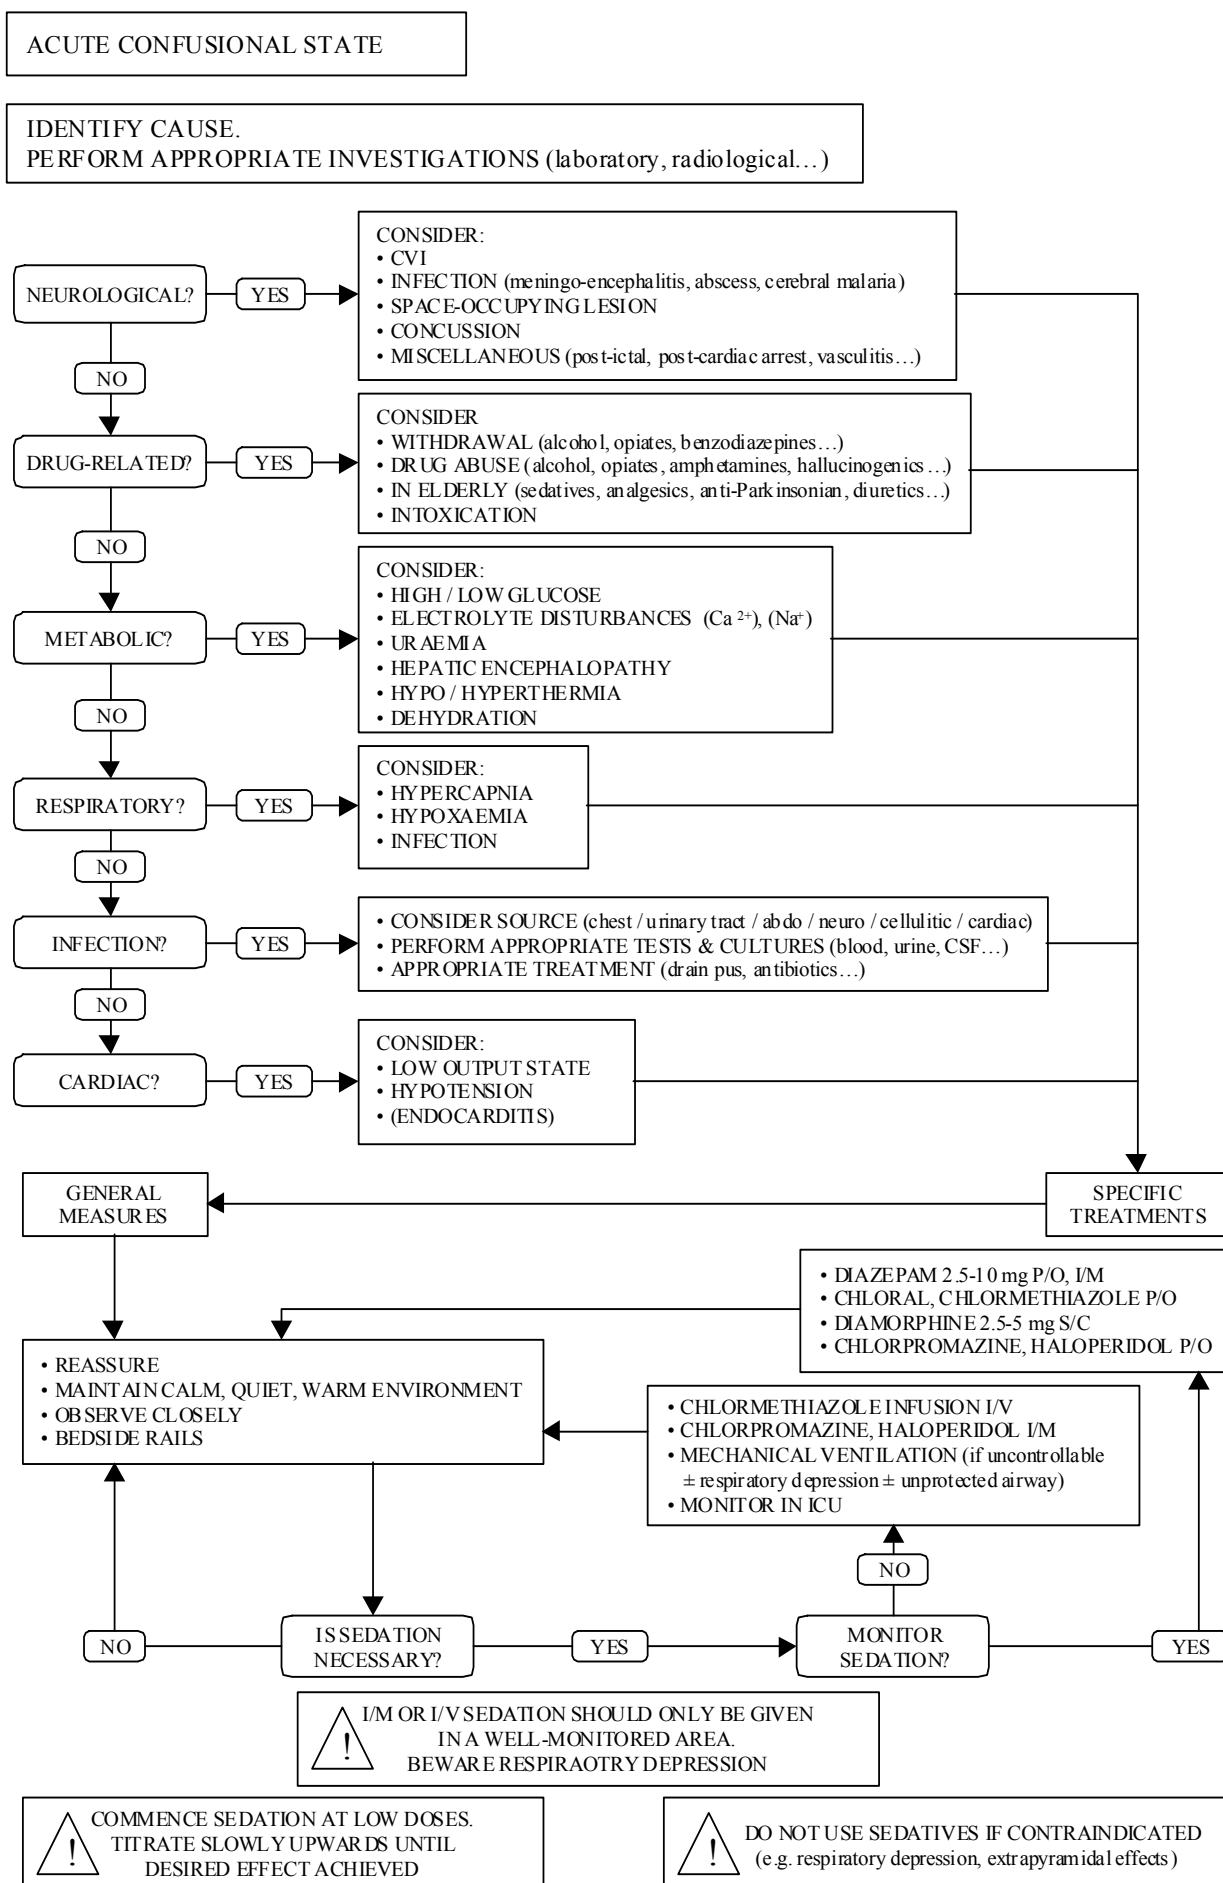 ACUTE CONFUSIONAL STATE
IDENTIFY CAUSE.
PERFORM APPROPRIATE INVESTIGATIONS (laboratory, radiological…)
NEUROLOGICAL?
YES
CONSIDER:
• CVI
• INFECTION (meningo-encephalitis, abscess, cerebral malaria)
• SPACE-OCCUPYING LESION
• CONCUSSION
• MISCELLANEOUS (post-ictal, post-cardiac arrest, vasculitis…)
NO
DRUG-RELATED?
YES
CONSIDER
• WITHDRAWAL (alcohol, opiates, benzodiazepines…)
• DRUG ABUSE (alcohol, opiates, amphetamines, hallucinogenics…)
• IN ELDERLY (sedatives, analgesics, anti-Parkinsonian, diuretics…)
• INTOXICATION
NO
METABOLIC?
YES
CONSIDER:
• HIGH / LOW GLUCOSE
• ELECTROLYTE DISTURBANCES (Ca ²⁺), (Na⁺)
• URAEMIA
• HEPATIC ENCEPHALOPATHY
• HYPO / HYPERTHERMIA
• DEHYDRATION
NO
RESPIRATORY?
YES
CONSIDER:
• HYPERCAPNIA
• HYPOXAEMIA
• INFECTION
NO
INFECTION?
YES
• CONSIDER SOURCE (chest / urinary tract / abdo / neuro / cellulitic / cardiac)
• PERFORM APPROPRIATE TESTS & CULTURES (blood, urine, CSF…)
• APPROPRIATE TREATMENT (drain pus, antibiotics…)
NO
CARDIAC?
YES
CONSIDER:
• LOW OUTPUT STATE
• HYPOTENSION
• (ENDOCARDITIS)
GENERAL
MEASURES
SPECIFIC
TREATMENTS
• DIAZEPAM 2.5-10 mg P/O, I/M
• CHLORAL, CHLORMETHIAZOLE P/O
• DIAMORPHINE 2.5-5 mg S/C
• CHLORPROMAZINE, HALOPERIDOL P/O
• REASSURE
• MAINTAIN CALM, QUIET, WARM ENVIRONMENT
• OBSERVE CLOSELY
• BEDSIDE RAILS
• CHLORMETHIAZOLE INFUSION I/V
• CHLORPROMAZINE, HALOPERIDOL I/M
• MECHANICAL VENTILATION (if uncontrollable
± respiratory depression ± unprotected airway)
• MONITOR IN ICU
NO
NO
IS SEDATION
NECESSARY?
YES
MONITOR
SEDATION?
YES
!
I/M OR I/V SEDATION SHOULD ONLY BE GIVEN
IN A WELL-MONITORED AREA.
BEWARE RESPIRAOTRY DEPRESSION
!
COMMENCE SEDATION AT LOW DOSES.
TITRATE SLOWLY UPWARDS UNTIL
DESIRED EFFECT ACHIEVED
!
DO NOT USE SEDATIVES IF CONTRAINDICATED
(e.g. respiratory depression, extrapyramidal effects)